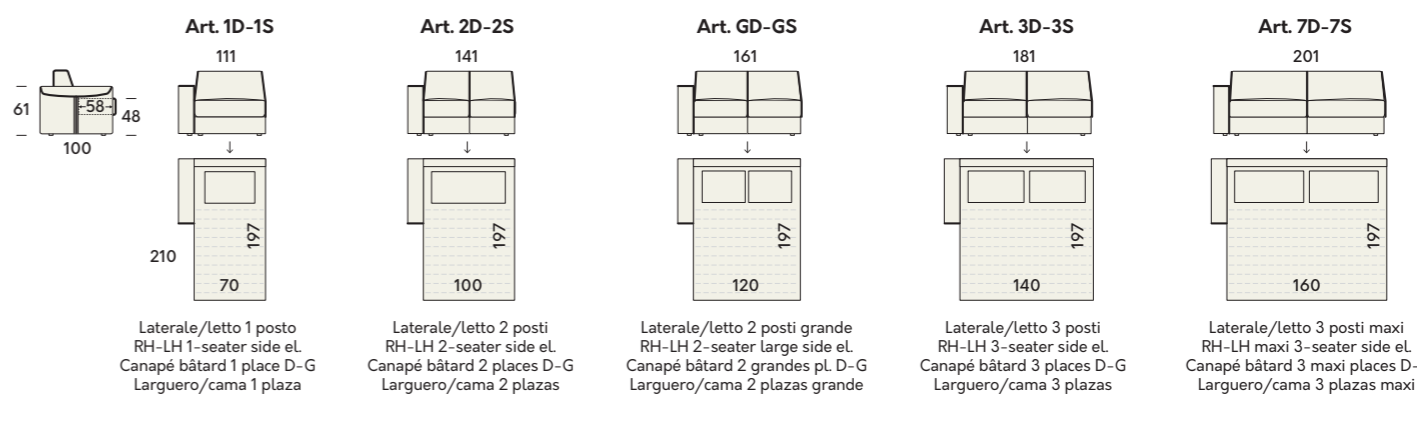 Art. 1D-1S
Art. 2D-2S
Art. GD-GS
Art. 3D-3S
Art. 7D-7S
111
141
161
181
201
61
58
48
100
210
197
70
197
100
197
120
197
140
197
160
Laterale/letto 1 posto
RH-LH 1-seater side el.
Canapé bâtard 1 place D-G
Larguero/cama 1 plaza
Laterale/letto 2 posti
RH-LH 2-seater side el.
Canapé bâtard 2 places D-G
Larguero/cama 2 plazas
Laterale/letto 2 posti grande
RH-LH 2-seater large side el.
Canapé bâtard 2 grandes pl. D-G
Larguero/cama 2 plazas grande
Laterale/letto 3 posti
RH-LH 3-seater side el.
Canapé bâtard 3 places D-G
Larguero/cama 3 plazas
Laterale/letto 3 posti maxi
RH-LH maxi 3-seater side el.
Canapé bâtard 3 maxi places D-
Larguero/cama 3 plazas maxi